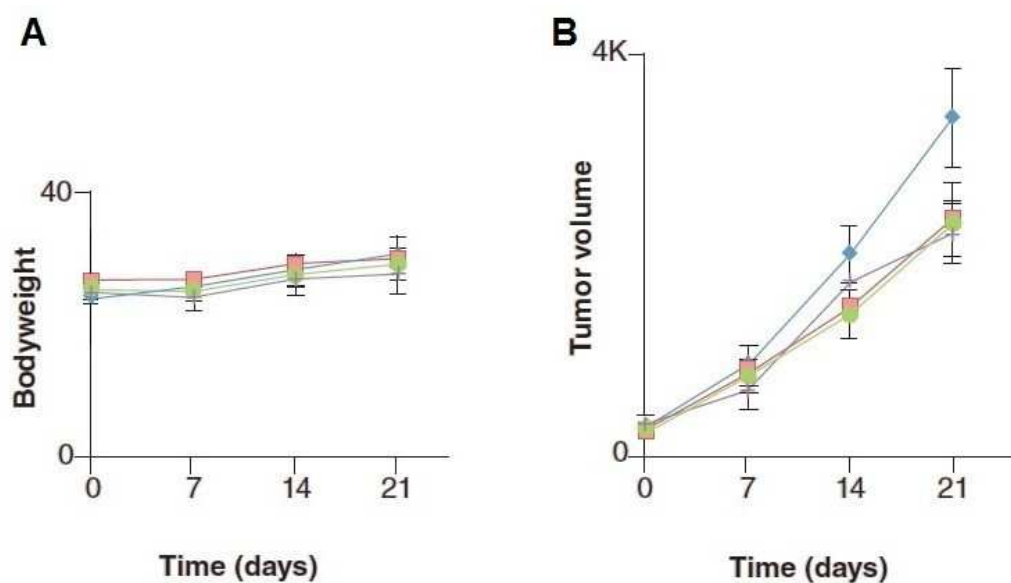 A
40
Bodyweight
0
0 7 14 21
Time (days)
B
4K
Tumor volume
0
0 7 14 21
Time (days)